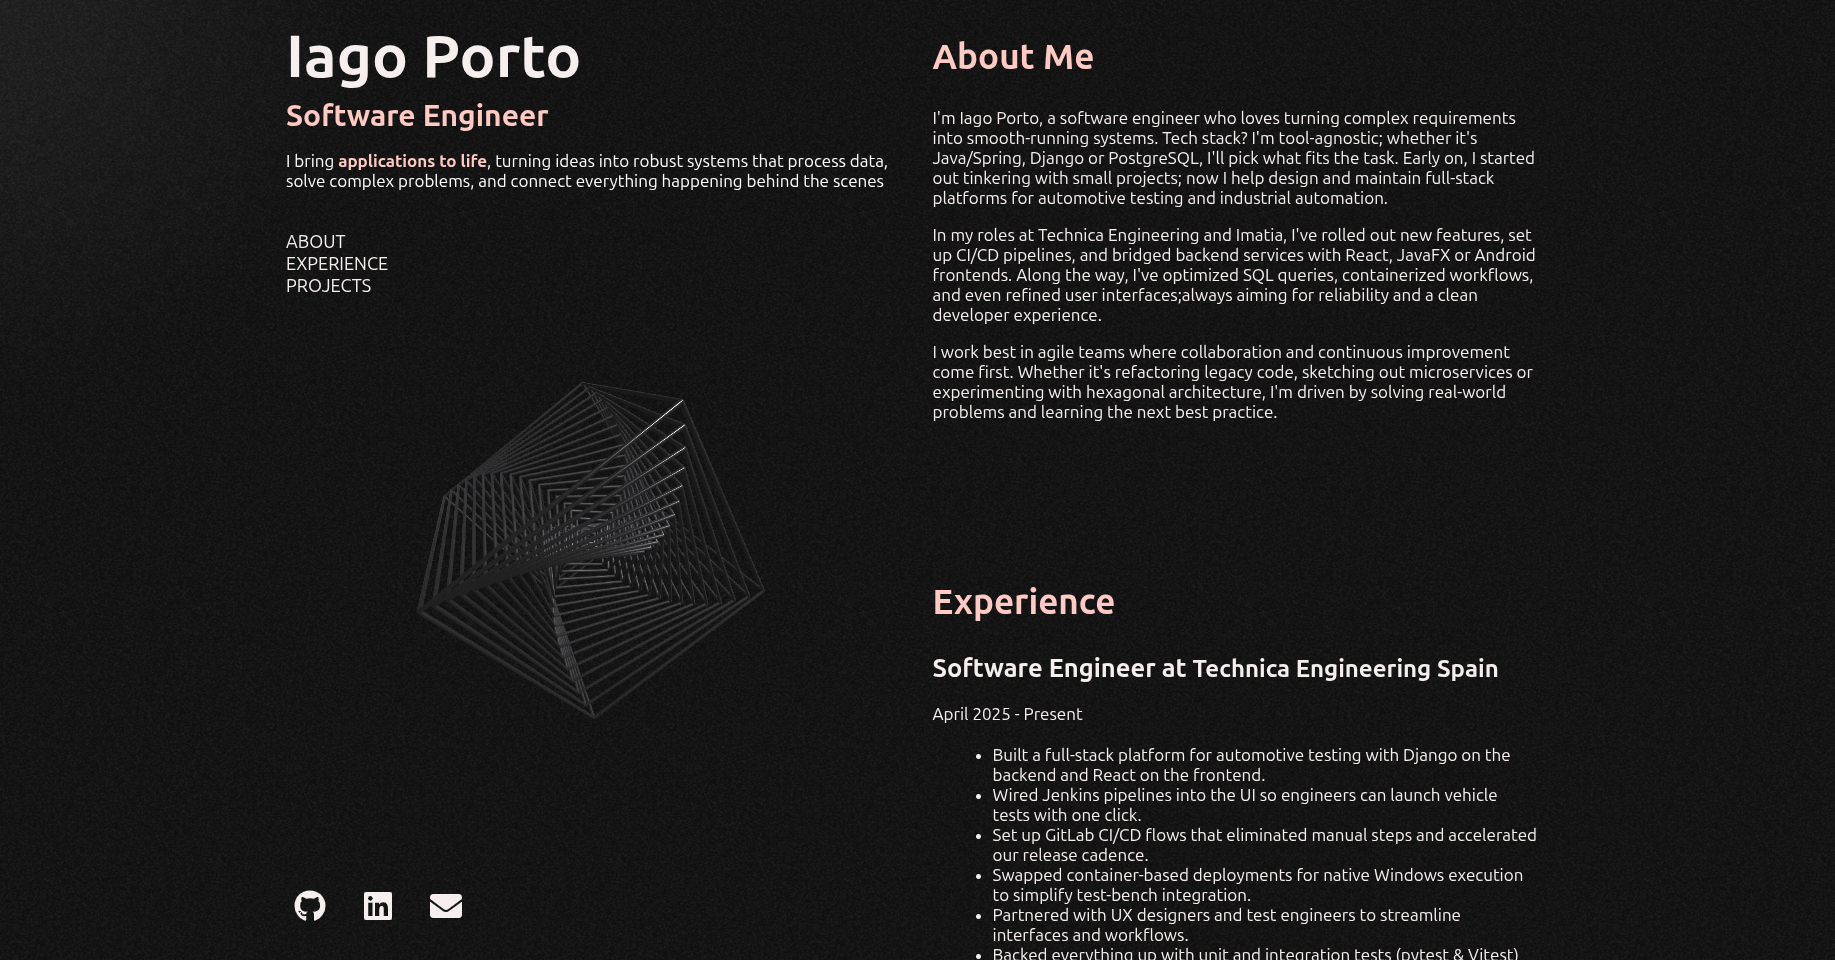 Iago Porto
Software Engineer
I bring applications to life, turning ideas into robust systems that process data,
solve complex problems, and connect everything happening behind the scenes
ABOUT
EXPERIENCE
PROJECTS
About Me
I'm Iago Porto, a software engineer who loves turning complex requirements
into smooth-running systems. Tech stack? I'm tool-agnostic; whether it's
Java/Spring, Django or PostgreSQL, I'll pick what fits the task. Early on, I started
out tinkering with small projects; now I help design and maintain full-stack
platforms for automotive testing and industrial automation.
In my roles at Technica Engineering and Imatia, I've rolled out new features, set
up CI/CD pipelines, and bridged backend services with React, JavaFX or Android
frontends. Along the way, I've optimized SQL queries, containerized workflows,
and even refined user interfaces;always aiming for reliability and a clean
developer experience.
I work best in agile teams where collaboration and continuous improvement
come first. Whether it's refactoring legacy code, sketching out microservices or
experimenting with hexagonal architecture, I'm driven by solving real-world
problems and learning the next best practice.
Experience
Software Engineer at Technica Engineering Spain
April 2025 - Present
• Built a full-stack platform for automotive testing with Django on the
backend and React on the frontend.
• Wired Jenkins pipelines into the UI so engineers can launch vehicle
tests with one click.
• Set up GitLab CI/CD flows that eliminated manual steps and accelerated
our release cadence.
• Swapped container-based deployments for native Windows execution
to simplify test-bench integration.
• Partnered with UX designers and test engineers to streamline
interfaces and workflows.
• Backed everything up with unit and integration tests (pytest & Vitest)